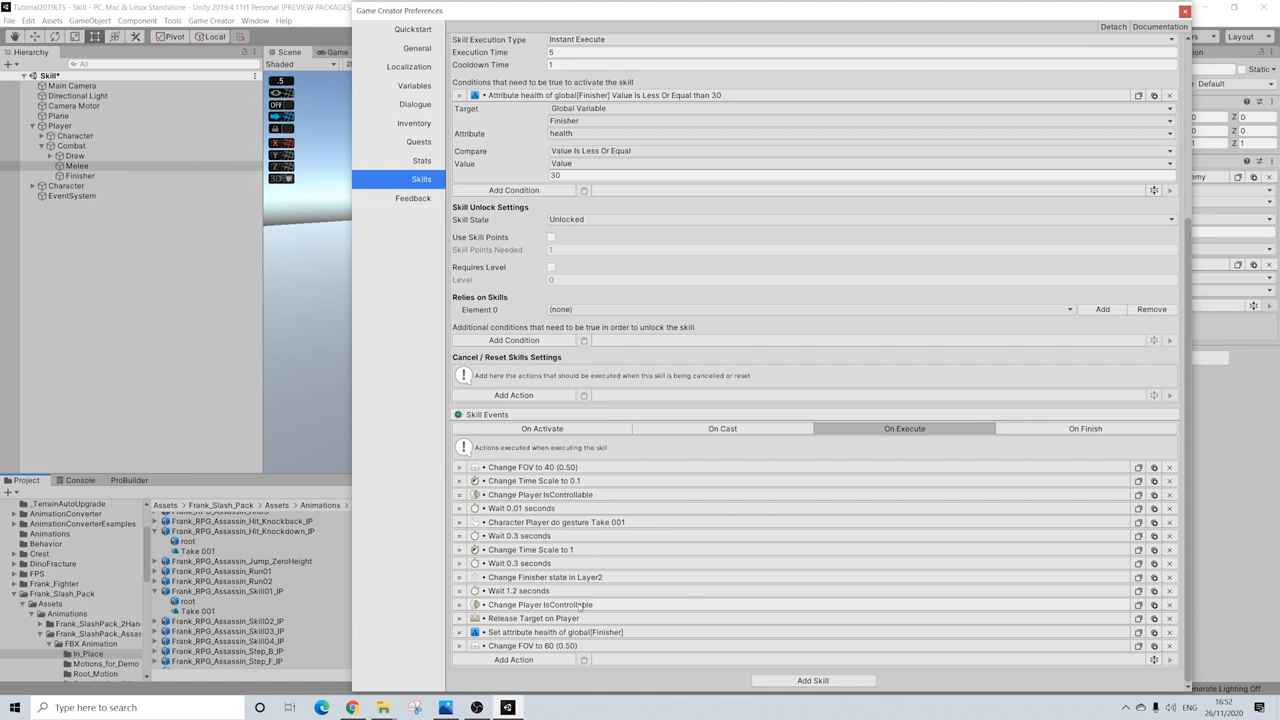 Tutorial2019LTS - Skill - PC, Mac & Linux Standalone - Unity 2019.4.11f1 Personal [PREVIEW PACKAGES
Game Creator Preferences
File Edit Assets GameObject Component Tools Game Creator Window Help
Pivot Local
Layout
Detach Documentation
Hierarchy
Scene Game
All
Shaded
Skill*
Main Camera
Directional Light
Camera Motor
Plane
Player
Character
Combat
Draw
Melee
Finisher
Character
EventSystem
.5
OFF
X
Y
Z
3D
Quickstart
General
Localization
Variables
Dialogue
Inventory
Quests
Stats
Skills
Feedback
Skill Execution Type Instant Execute
Execution Time 5
Cooldown Time 1
Conditions that need to be true to activate the skill
Attribute health of global[Finisher] Value Is Less Or Equal than 30
Target Global Variable
Finisher
Attribute health
Compare Value Is Less Or Equal
Value Value
30
Add Condition
Skill Unlock Settings
Skill State Unlocked
Use Skill Points
Skill Points Needed 1
Requires Level
Level 0
Relies on Skills
Element 0 (none) Add Remove
Additional conditions that need to be true in order to unlock the skill
Add Condition
Cancel / Reset Skills Settings
Add here the actions that should be executed when this skill is being cancelled or reset
Add Action
Skill Events
On Activate On Cast On Execute On Finish
Actions executed when executing the skill
Change FOV to 40 (0.50)
Change Time Scale to 0.1
Change Player IsControllable
Wait 0.01 seconds
Character Player do gesture Take 001
Wait 0.3 seconds
Change Time Scale to 1
Wait 0.3 seconds
Change Finisher state in Layer2
Wait 1.2 seconds
Change Player IsControllable
Release Target on Player
Set attribute health of global[Finisher]
Change FOV to 60 (0.50)
Add Action
Add Skill
Static
Default
0
0
1
Z 0
Z 0
Z 1
Project Console ProBuilder
_TerrainAutoUpgrade
AnimationConverter
AnimationConverterExamples
Animations
Behavior
Crest
DinoFracture
FPS
Frank_Fighter
Frank_Slash_Pack
Assets
Animations
Frank_SlashPack_2Han
Frank_SlashPack_Assa
FBX Animation
In_Place
Motions_for_Demo
Root_Motion
Assets > Frank_Slash_Pack > Assets > Animations
Frank_RPG_Assassin_Hit_Knockback_IP
Frank_RPG_Assassin_Hit_Knockdown_IP
root
Take 001
Frank_RPG_Assassin_Jump_ZeroHeight
Frank_RPG_Assassin_Run01
Frank_RPG_Assassin_Run02
Frank_RPG_Assassin_Skill01_IP
root
Take 001
Frank_RPG_Assassin_Skill02_IP
Frank_RPG_Assassin_Skill03_IP
Frank_RPG_Assassin_Skill04_IP
Frank_RPG_Assassin_Step_B_IP
Frank_RPG_Assassin_Step_F_IP
enerate Lighting Off
Type here to search
ENG
16:52
26/11/2020